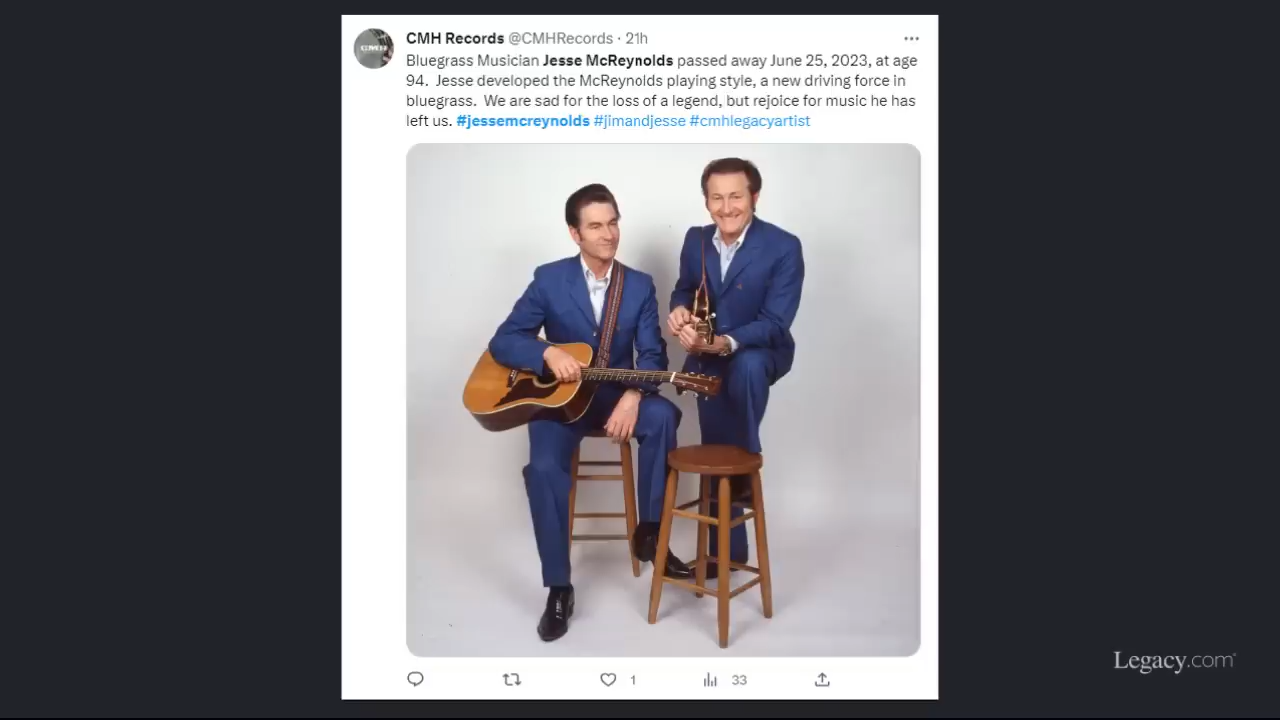 CMH Records @CMHRecords · 21h
Bluegrass Musician Jesse McReynolds passed away June 25, 2023, at age
94.  Jesse developed the McReynolds playing style, a new driving force in
bluegrass.  We are sad for the loss of a legend, but rejoice for music he has
left us. #jessemcreynolds #jimandjesse #cmhlegacyartist
1
33
Legacy.com